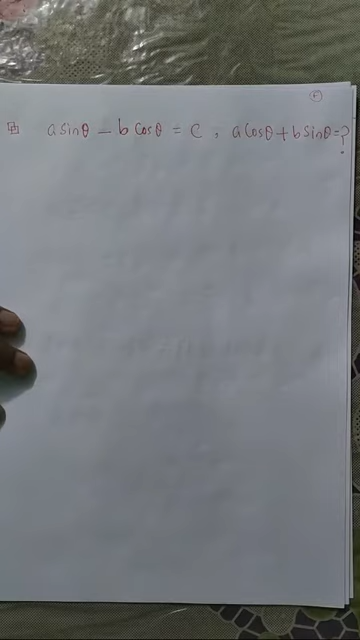 a sinθ – b cosθ = c , a cosθ + b sinθ = ?